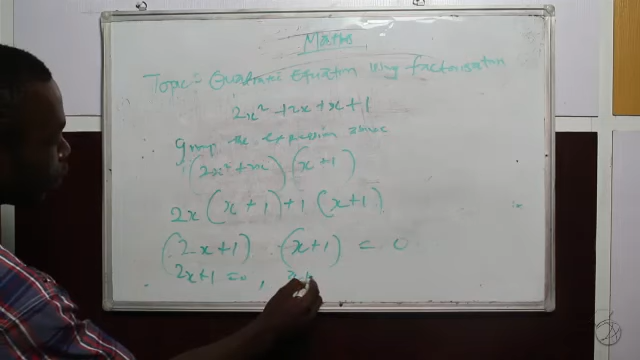 Maths
Topic:- Quadratic Equation using factorisation
2x² + 2x + x + 1
Group the expression above
(2x² + 2x) (x + 1)
2x (x + 1) + 1 (x + 1)
(2x + 1) (x + 1) = 0
2x + 1 = 0 ,